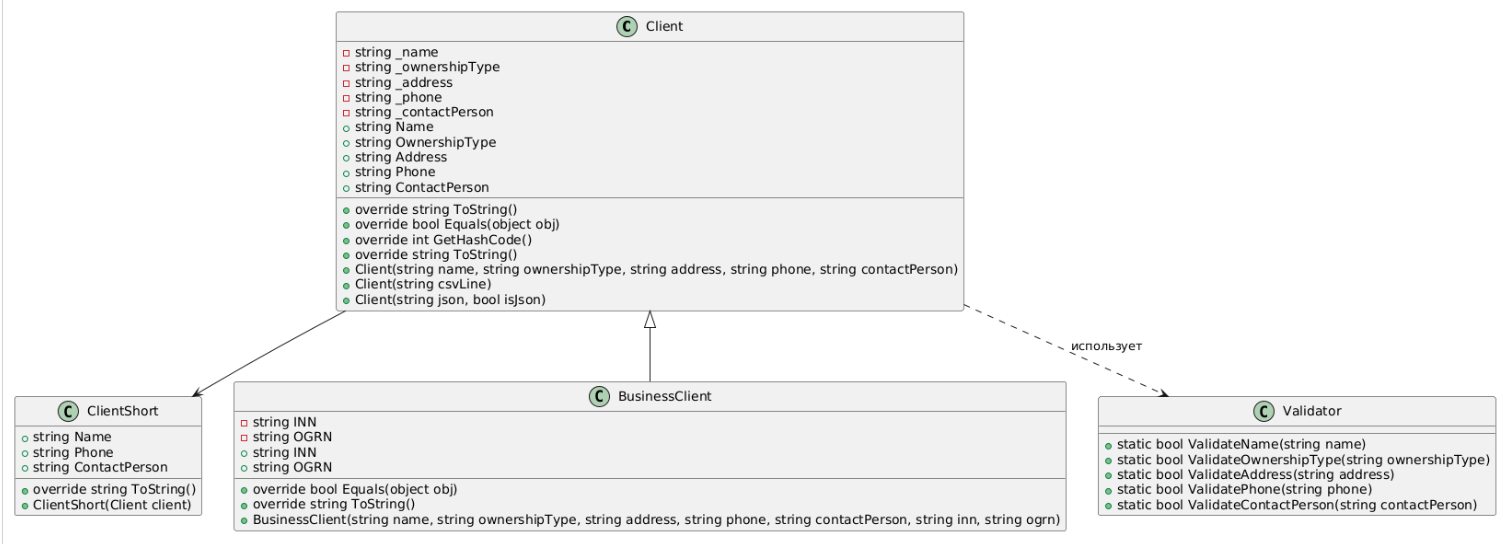 C Client
string _name
string _ownershipType
string _address
string _phone
string _contactPerson
string Name
string OwnershipType
string Address
string Phone
string ContactPerson
override string ToString()
override bool Equals(object obj)
override int GetHashCode()
override string ToString()
Client(string name, string ownershipType, string address, string phone, string contactPerson)
Client(string csvLine)
Client(string json, bool isJson)
использует
C ClientShort
string Name
string Phone
string ContactPerson
override string ToString()
ClientShort(Client client)
C BusinessClient
string INN
string OGRN
string INN
string OGRN
override bool Equals(object obj)
override string ToString()
BusinessClient(string name, string ownershipType, string address, string phone, string contactPerson, string inn, string ogrn)
C Validator
static bool ValidateName(string name)
static bool ValidateOwnershipType(string ownershipType)
static bool ValidateAddress(string address)
static bool ValidatePhone(string phone)
static bool ValidateContactPerson(string contactPerson)